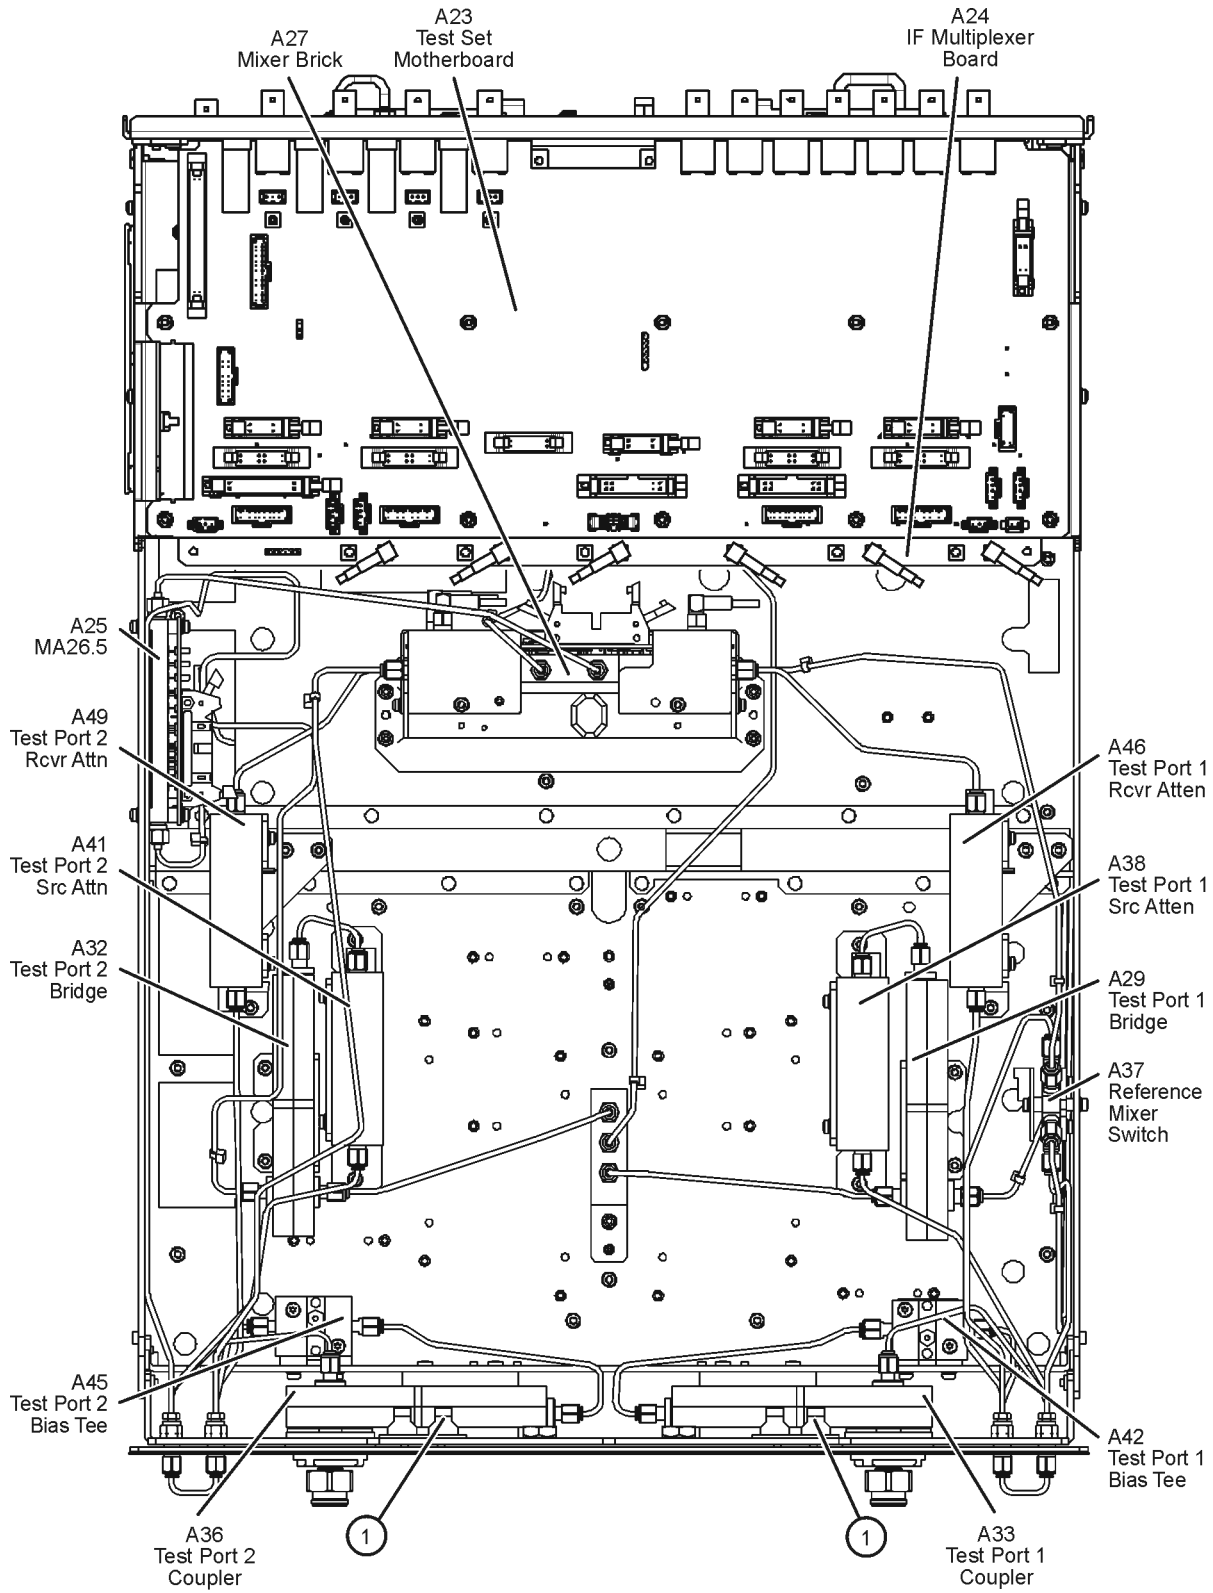 A23
Test Set
Motherboard
A27
Mixer Brick
A24
IF Multiplexer
Board
A25
MA26.5
A49
Test Port 2
Rcvr Attn
A41
Test Port 2
Src Attn
A32
Test Port 2
Bridge
A46
Test Port 1
Rcvr Atten
A38
Test Port 1
Src Atten
A29
Test Port 1
Bridge
A37
Reference
Mixer
Switch
A45
Test Port 2
Bias Tee
A42
Test Port 1
Bias Tee
A36
Test Port 2
Coupler
1
1
A33
Test Port 1
Coupler